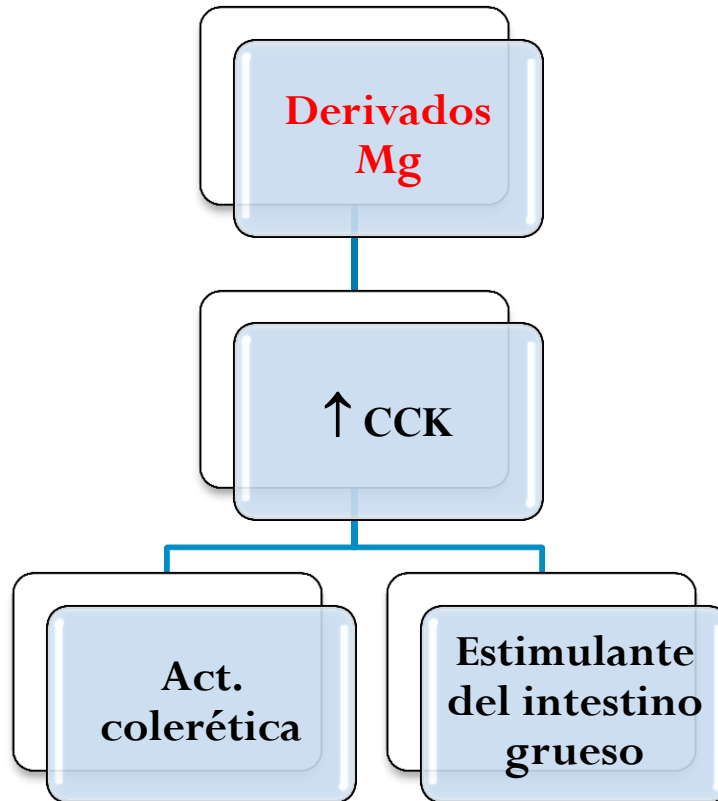 Derivados
Mg
↑ CCK
Act.
colerética
Estimulante
del intestino
grueso